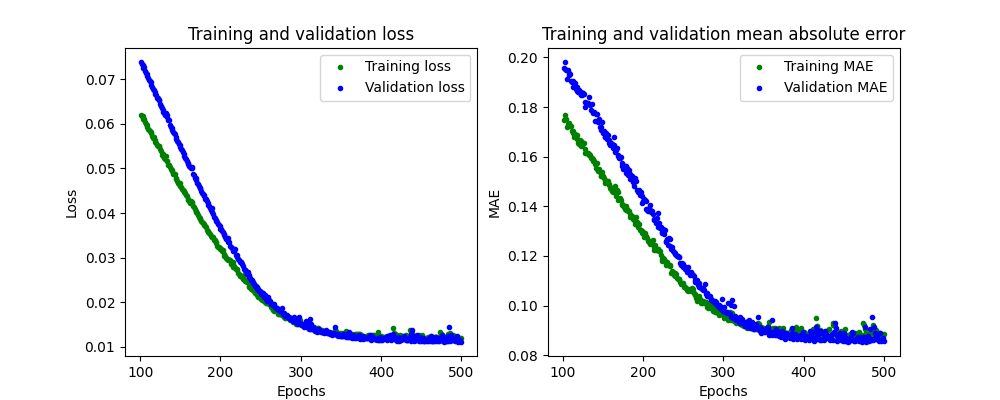 Training and validation loss
Training loss
Validation loss
0.07
0.06
0.05
0.04
0.03
0.02
0.01
Loss
100 200 300 400 500
Epochs
Training and validation mean absolute error
Training MAE
Validation MAE
0.20
0.18
0.16
0.14
0.12
0.10
0.08
MAE
100 200 300 400 500
Epochs